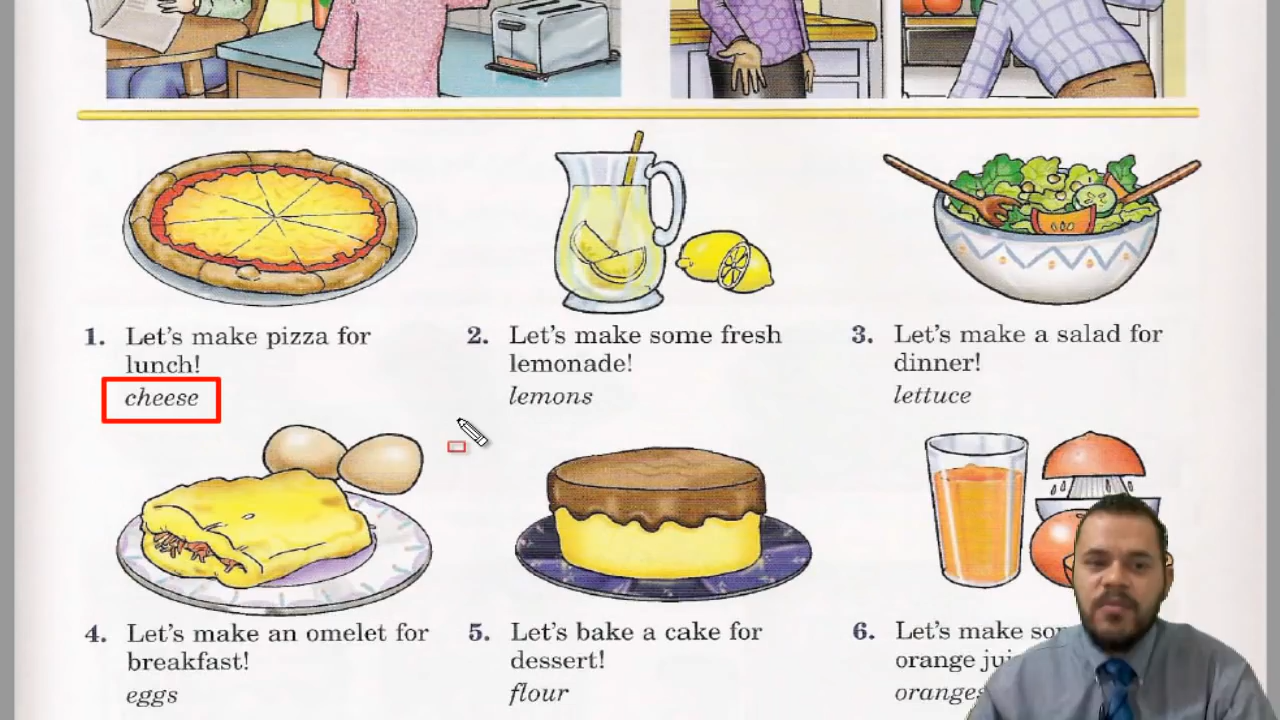 1. Let's make pizza for
lunch!
cheese
2. Let's make some fresh
lemonade!
lemons
3. Let's make a salad for
dinner!
lettuce
4. Let's make an omelet for
breakfast!
eggs
5. Let's bake a cake for
dessert!
flour
6. Let's make
orange
oranges